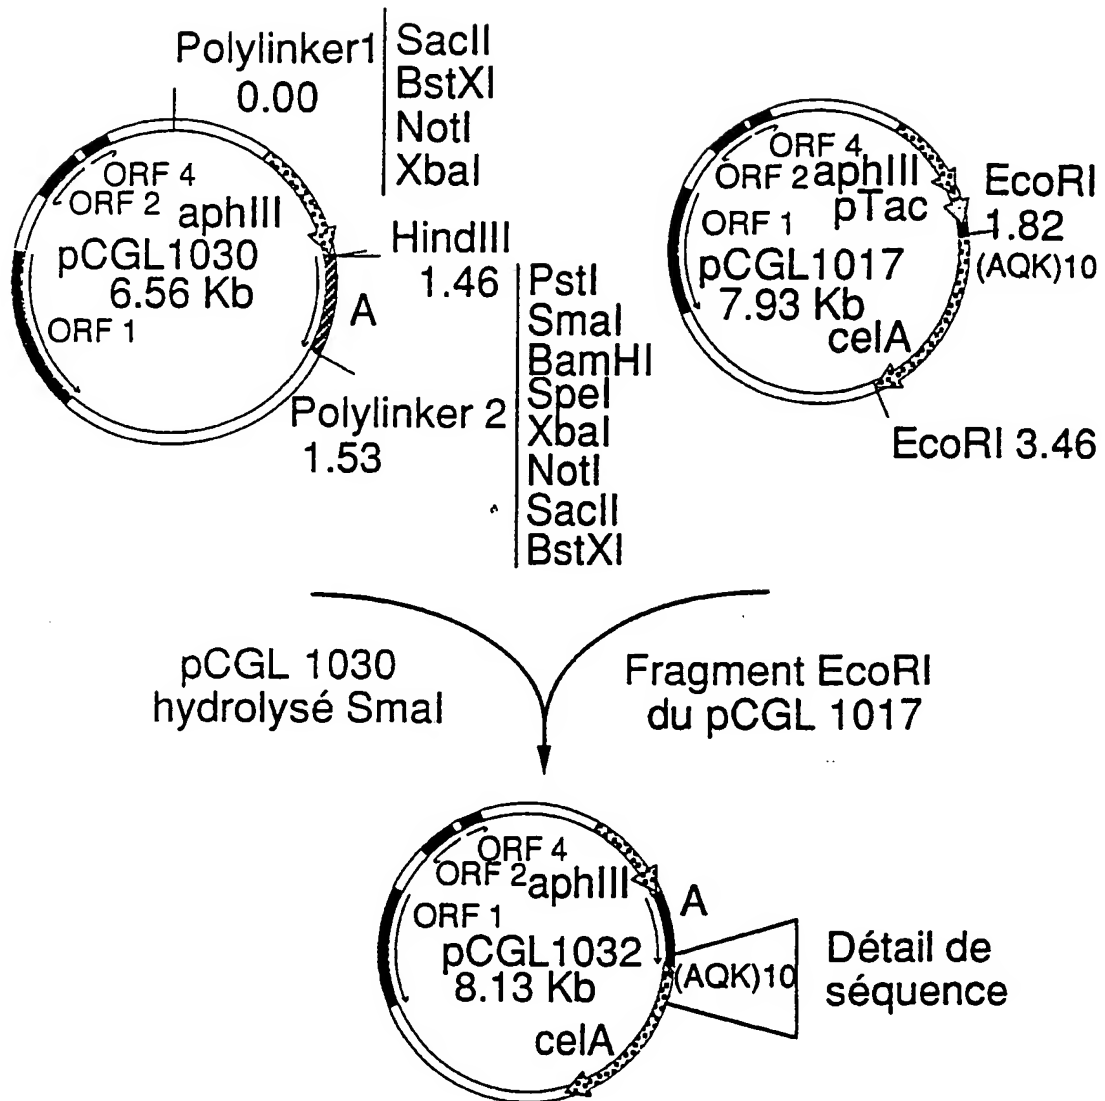 Polylinker1
0.00
SacII
BstXI
NotI
XbaI
ORF 4
ORF 2
aphIII
pCGL1030
6.56 Kb
ORF 1
HindIII
1.46
A
Polylinker 2
1.53
PstI
SmaI
BamHI
SpeI
XbaI
NotI
SacII
BstXI
ORF 4
ORF 2 aphIII
pTac
ORF 1
pCGL1017
7.93 Kb
celA
EcoRI
1.82
(AQK)10
EcoRI 3.46
pCGL 1030
hydrolysé SmaI
Fragment EcoRI
du pCGL 1017
ORF 4
ORF 2 aphIII
ORF 1
pCGL1032
8.13 Kb
A
(AQK)10
celA
Détail de
séquence